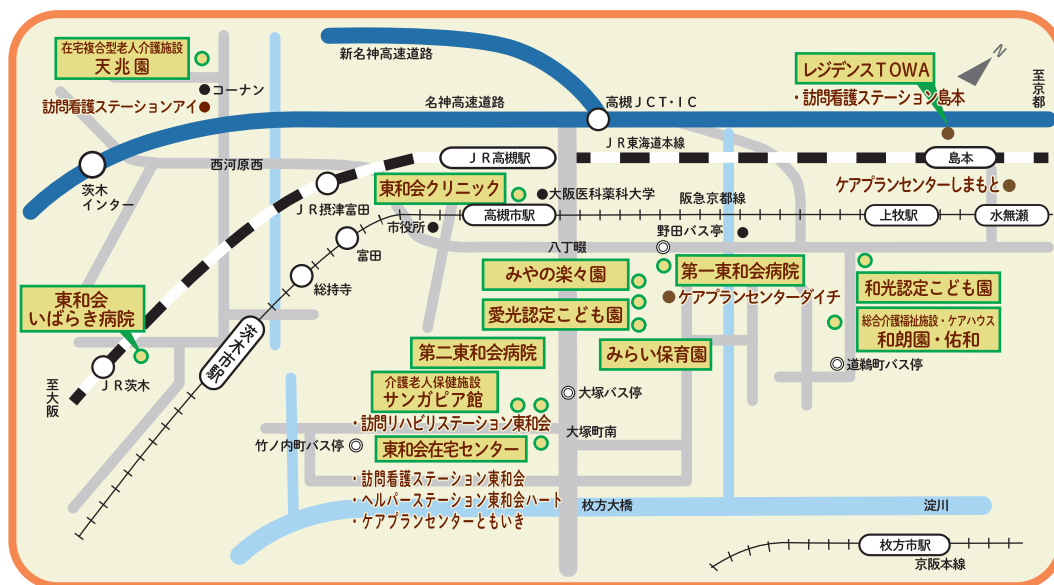 在宅複合型老人介護施設
天兆園
コーナン
訪問看護ステーションアイ
新名神高速道路
名神高速道路
高槻JCT・IC
レジデンスTOWA
・訪問看護ステーション島本
N
至京都
JR東海道本線
茨木
インター
西河原西
JR高槻駅
島本
JR摂津富田
東和会クリニック
大阪医科薬科大学
ケアプランセンターしまもと
阪急京都線
市役所
高槻市駅
上牧駅
水無瀬
富田
八丁畷
野田バス停
総持寺
みやの楽々園
第一東和会病院
ケアプランセンターダイチ
和光認定こども園
東和会
いばらき病院
愛光認定こども園
総合介護福祉施設・ケアハウス
和朗園・佑和
茨木市駅
第二東和会病院
みらい保育園
道鵜町バス停
至大阪
JR茨木
介護老人保健施設
サンガピア館
大塚バス停
・訪問リハビリステーション東和会
大塚町南
竹ノ内町バス停
東和会在宅センター
・訪問看護ステーション東和会
・ヘルパーステーション東和会ハート
・ケアプランセンターともいき
枚方大橋
淀川
枚方市駅
京阪本線